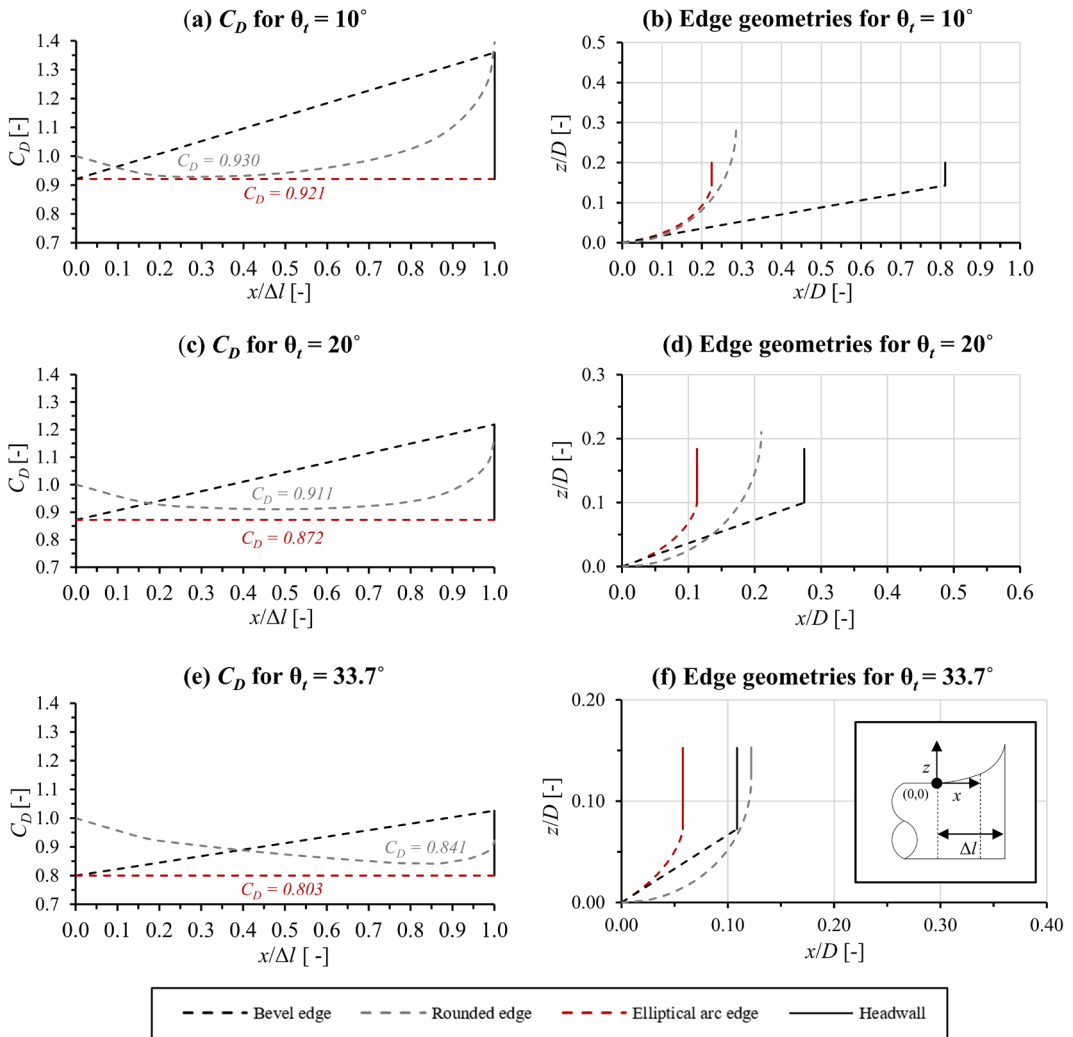 (a) C_D for θ_t = 10°
1.4
1.3
1.2
1.1
1.0
0.9
0.8
0.7
C_D [-]
C_D = 0.930
C_D = 0.921
0.0 0.1 0.2 0.3 0.4 0.5 0.6 0.7 0.8 0.9 1.0
x/Δl [-]
(b) Edge geometries for θ_t = 10°
0.5
0.4
0.3
0.2
0.1
0.0
z/D [-]
0.0 0.1 0.2 0.3 0.4 0.5 0.6 0.7 0.8 0.9 1.0
x/D [-]
(c) C_D for θ_t = 20°
1.4
1.3
1.2
1.1
1.0
0.9
0.8
0.7
C_D [-]
C_D = 0.911
C_D = 0.872
0.0 0.1 0.2 0.3 0.4 0.5 0.6 0.7 0.8 0.9 1.0
x/Δl [-]
(d) Edge geometries for θ_t = 20°
0.3
0.2
0.1
0.0
z/D [-]
0.0 0.1 0.2 0.3 0.4 0.5 0.6
x/D [-]
(e) C_D for θ_t = 33.7°
1.4
1.3
1.2
1.1
1.0
0.9
0.8
0.7
C_D [-]
C_D = 0.841
C_D = 0.803
0.0 0.1 0.2 0.3 0.4 0.5 0.6 0.7 0.8 0.9 1.0
x/Δl [ -]
(f) Edge geometries for θ_t = 33.7°
0.20
0.10
0.00
z/D [-]
z
(0,0)
x
Δl
0.00 0.10 0.20 0.30 0.40
x/D [-]
Bevel edge Rounded edge Elliptical arc edge Headwall